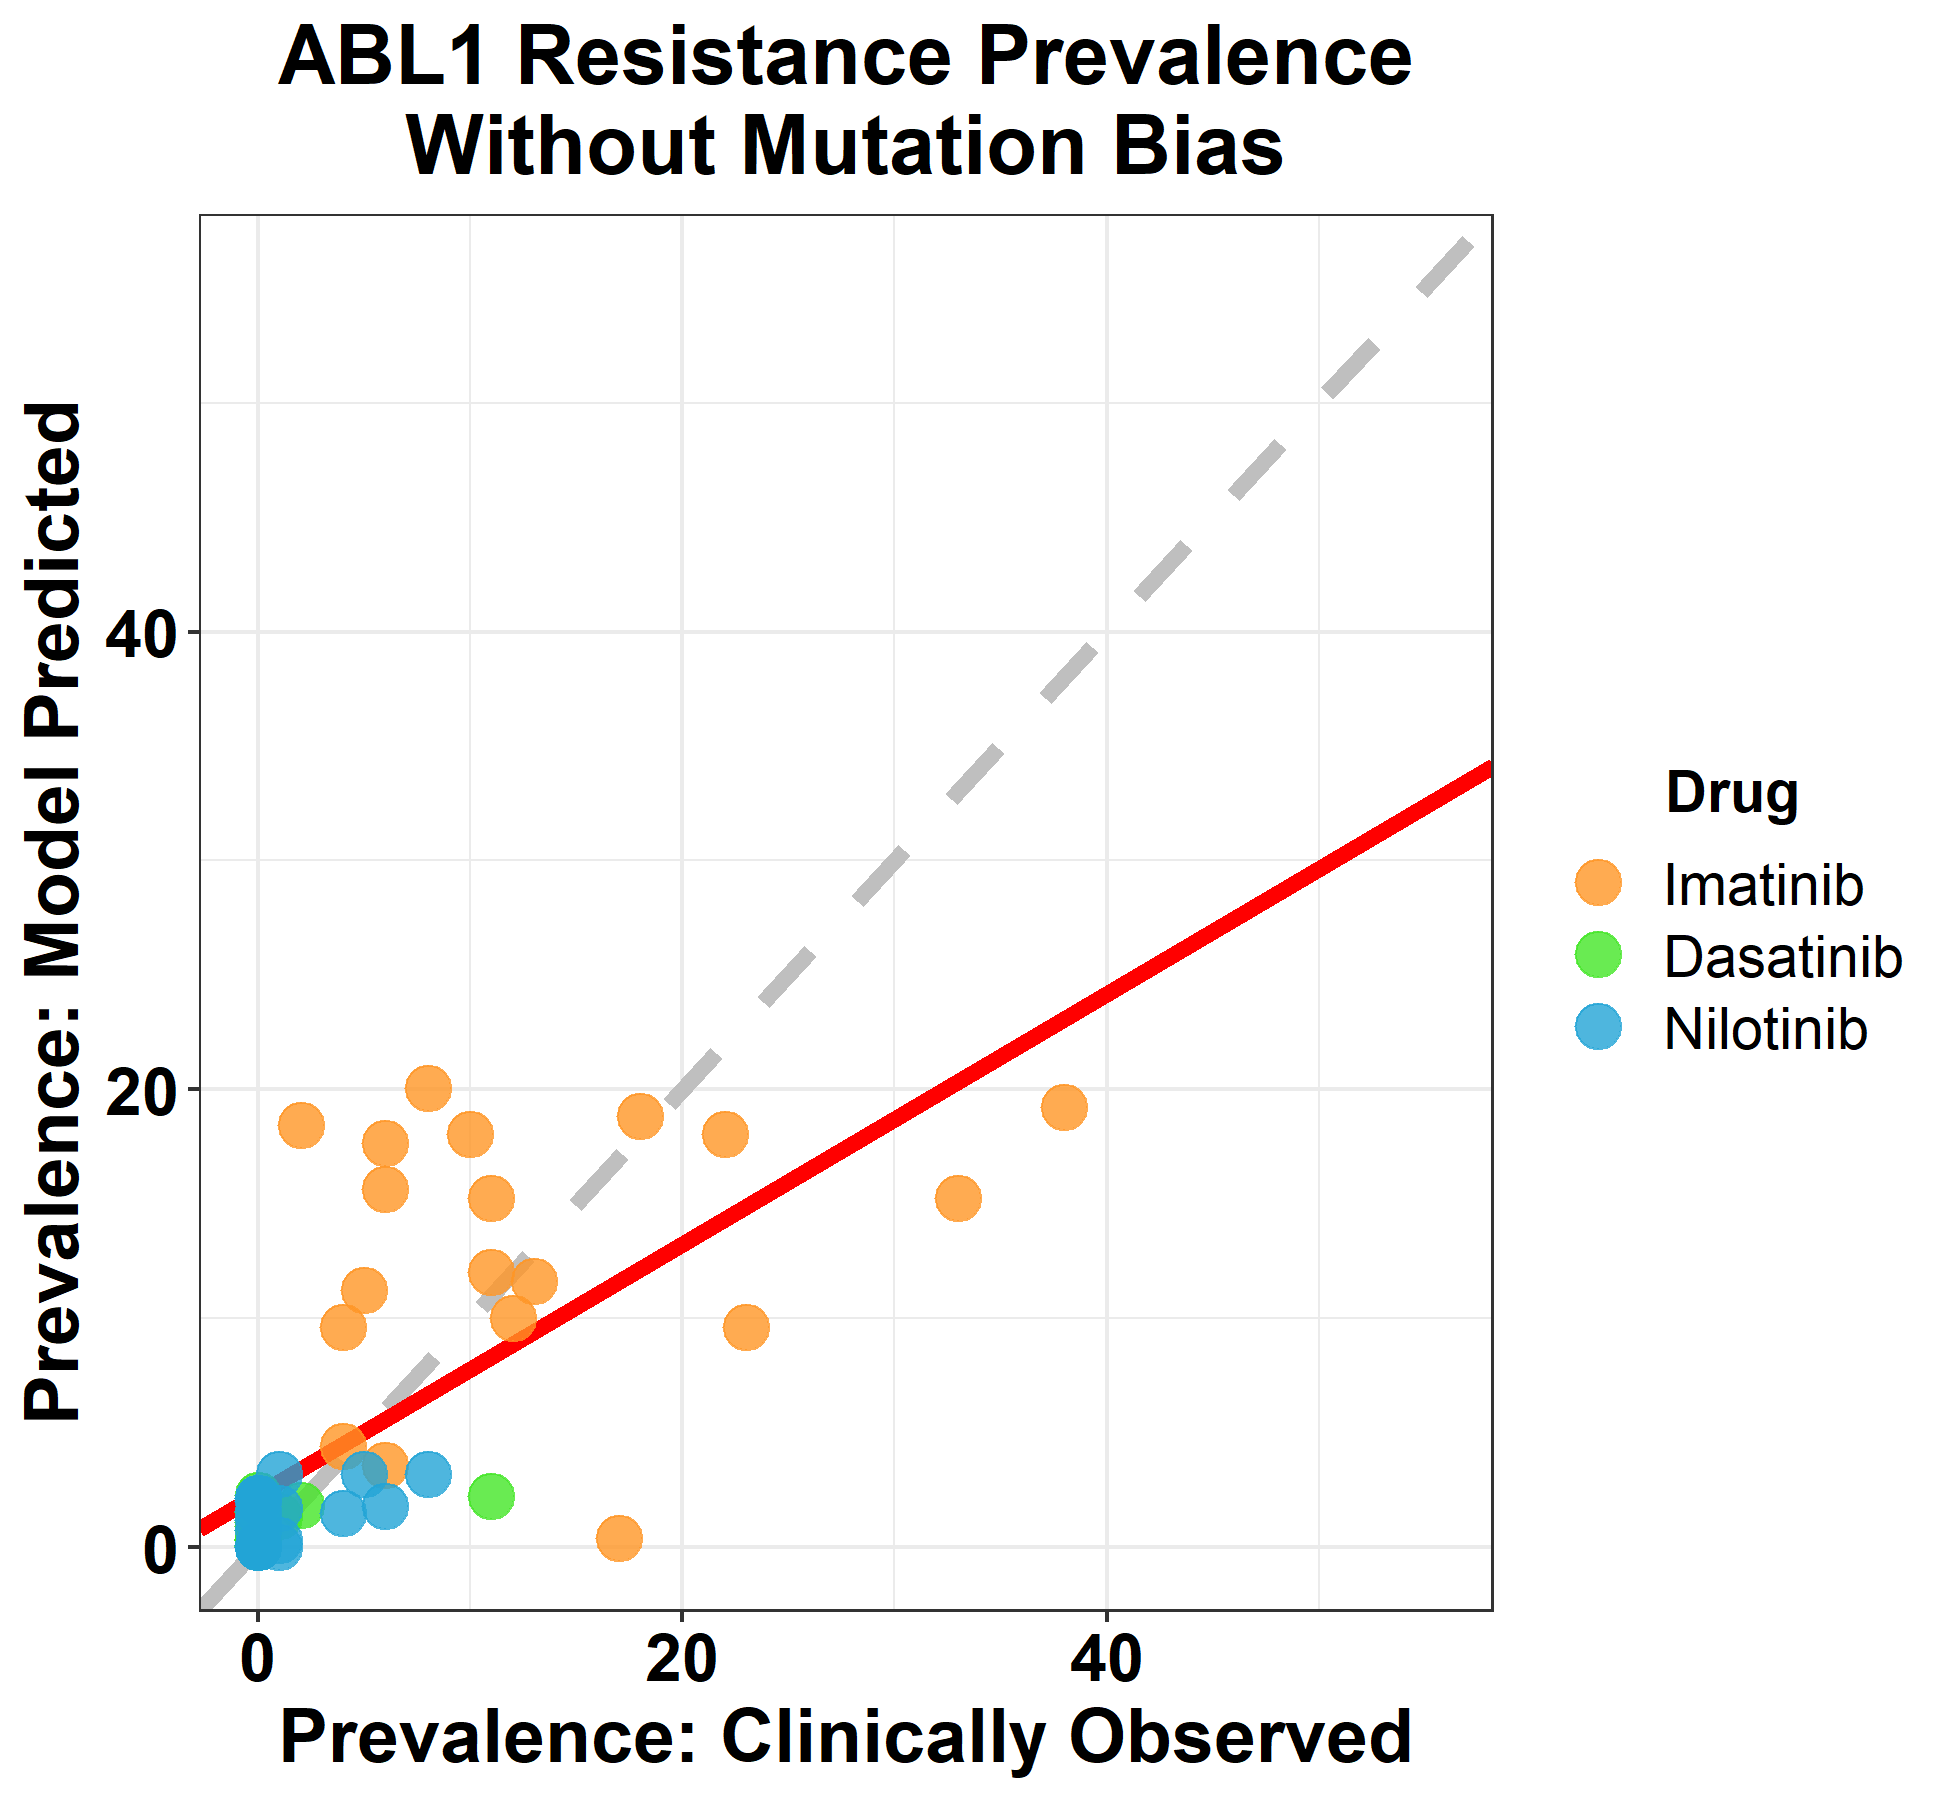 ABL1 Resistance Prevalence
Without Mutation Bias
Prevalence: Model Predicted
40
20
0
0 20 40
Prevalence: Clinically Observed
Drug
Imatinib
Dasatinib
Nilotinib